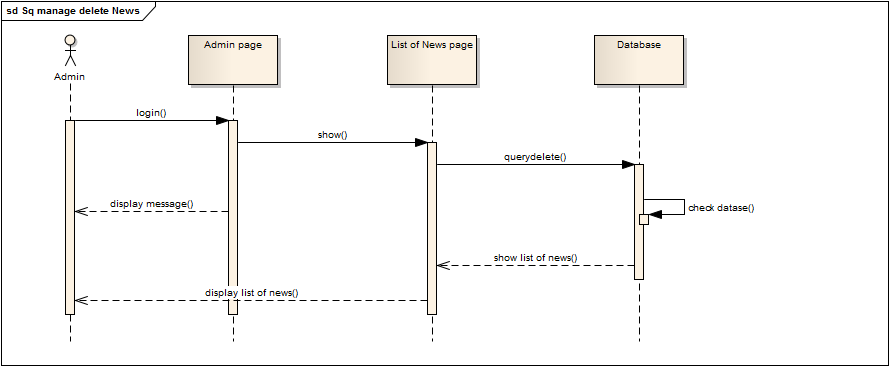 sd Sq manage delete News
Admin page
List of News page
Database
Admin
login()
show()
querydelete()
display message()
check datase()
show list of news()
display list of news()